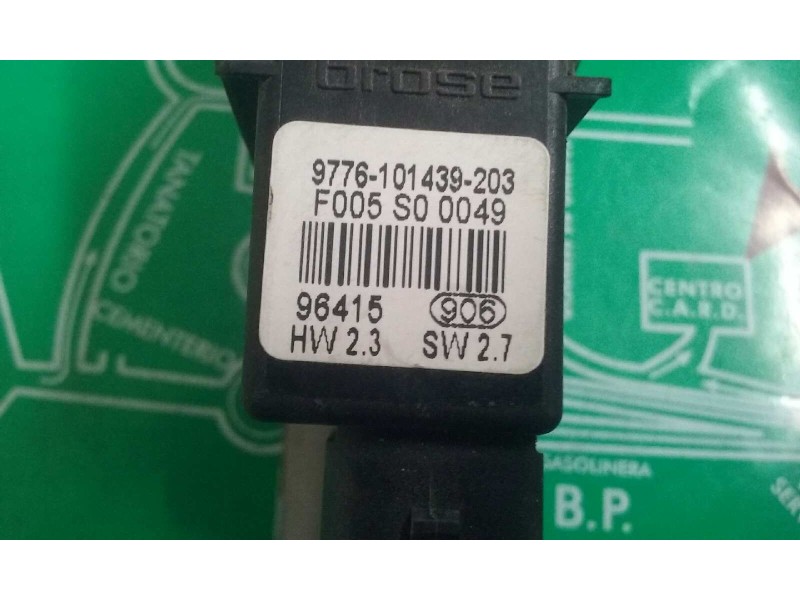 brose
9776-101439-203
F005 S0 0049
96415 906
HW 2.3 SW 2.7
TANATORIO
CEMENTERIO
CENTRO
C.A.R.D.
GASOLINERA
B.P.